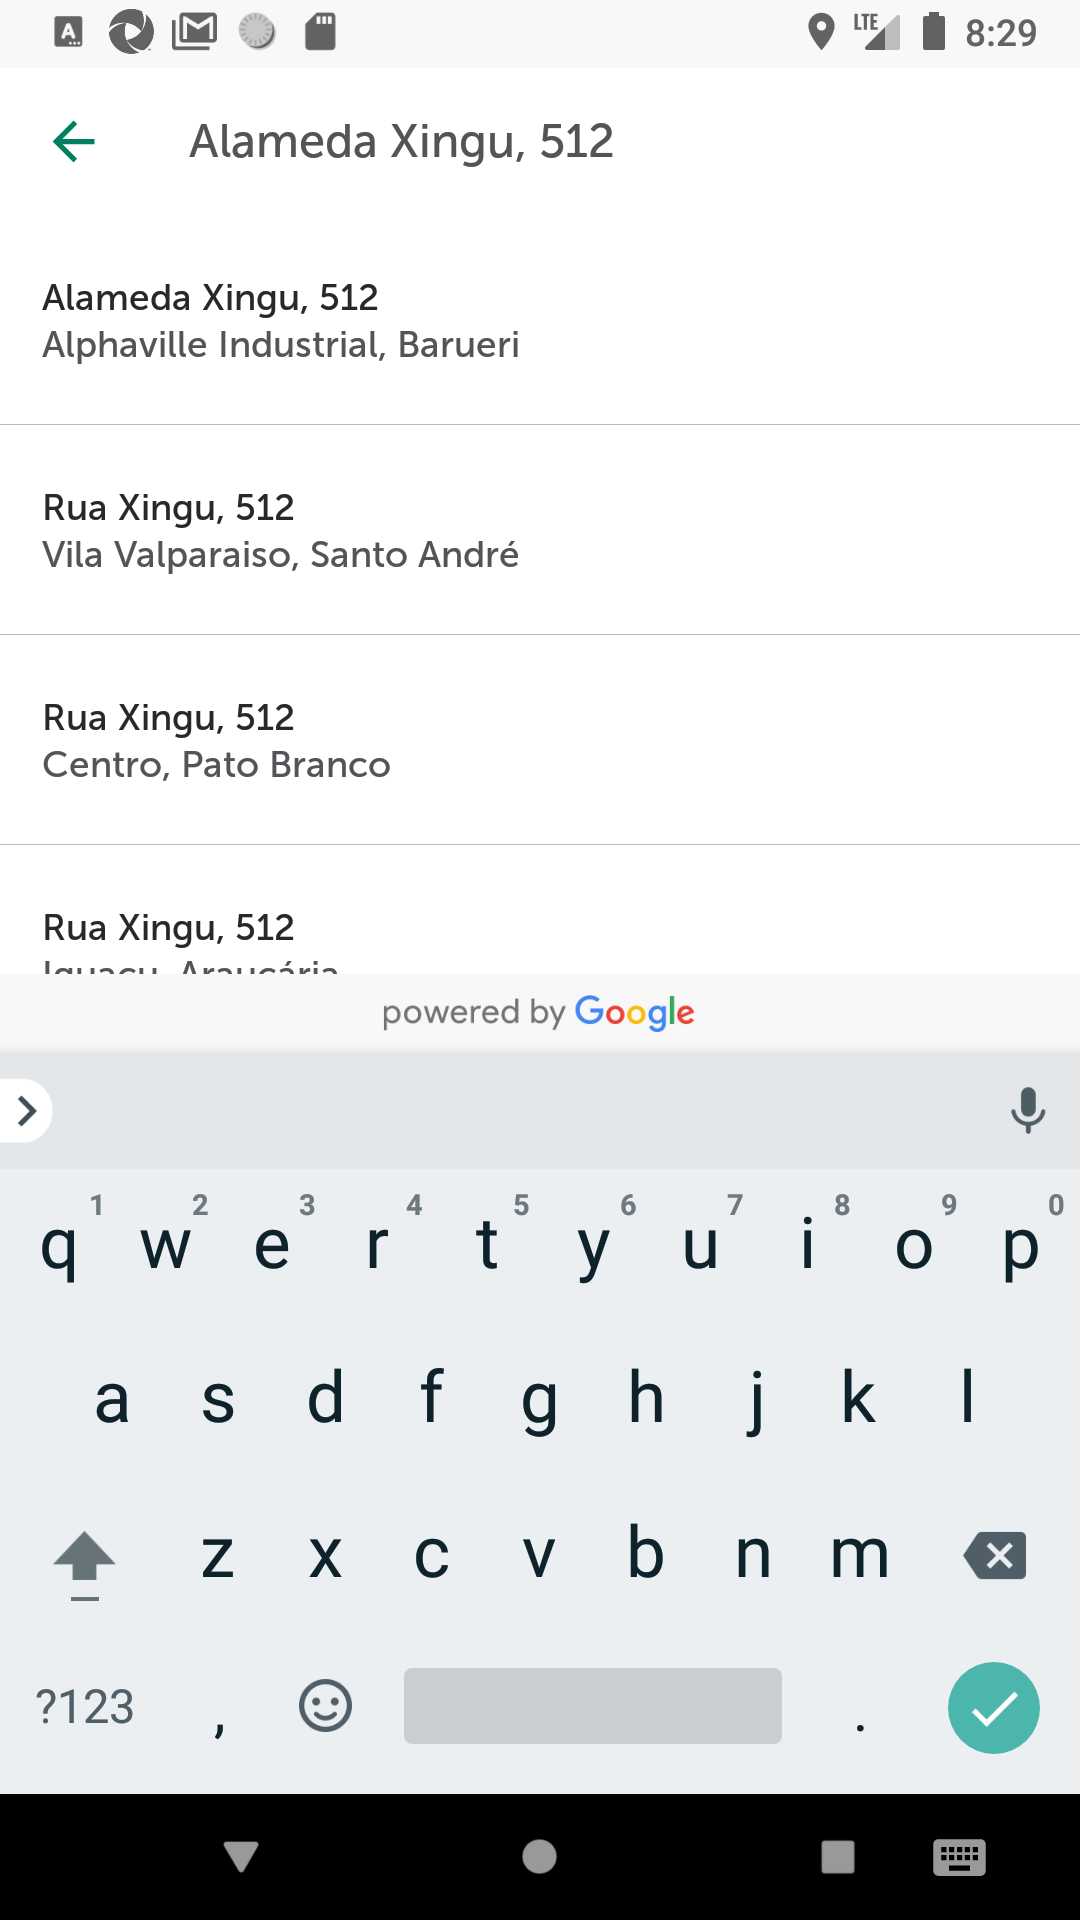 LTE 8:29
Alameda Xingu, 512
Alameda Xingu, 512
Alphaville Industrial, Barueri
Rua Xingu, 512
Vila Valparaiso, Santo André
Rua Xingu, 512
Centro, Pato Branco
Rua Xingu, 512
Iguaçu, Araucária
powered by Google
1 2 3 4 5 6 7 8 9 0
q w e r t y u i o p
a s d f g h j k l
z x c v b n m
?123 , .